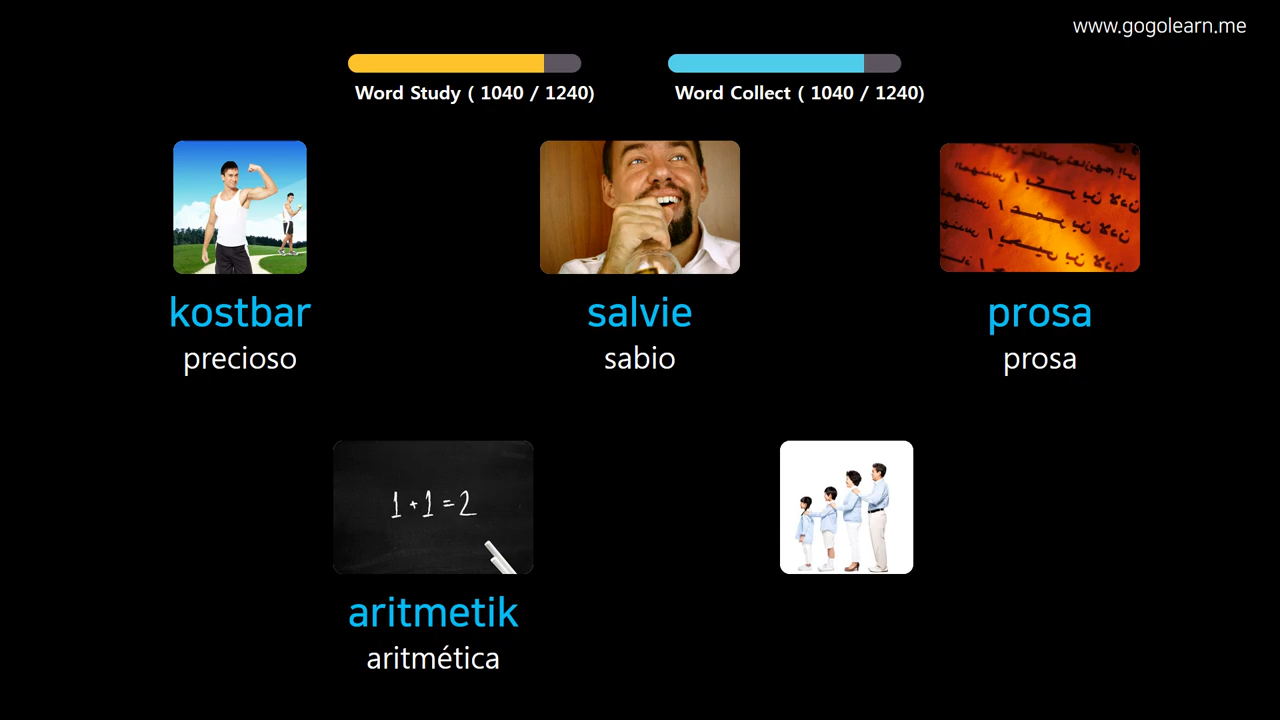 www.gogolearn.me
Word Study ( 1040 / 1240)
Word Collect ( 1040 / 1240)
kostbar
precioso
salvie
sabio
prosa
prosa
1+1=2
aritmetik
aritmética